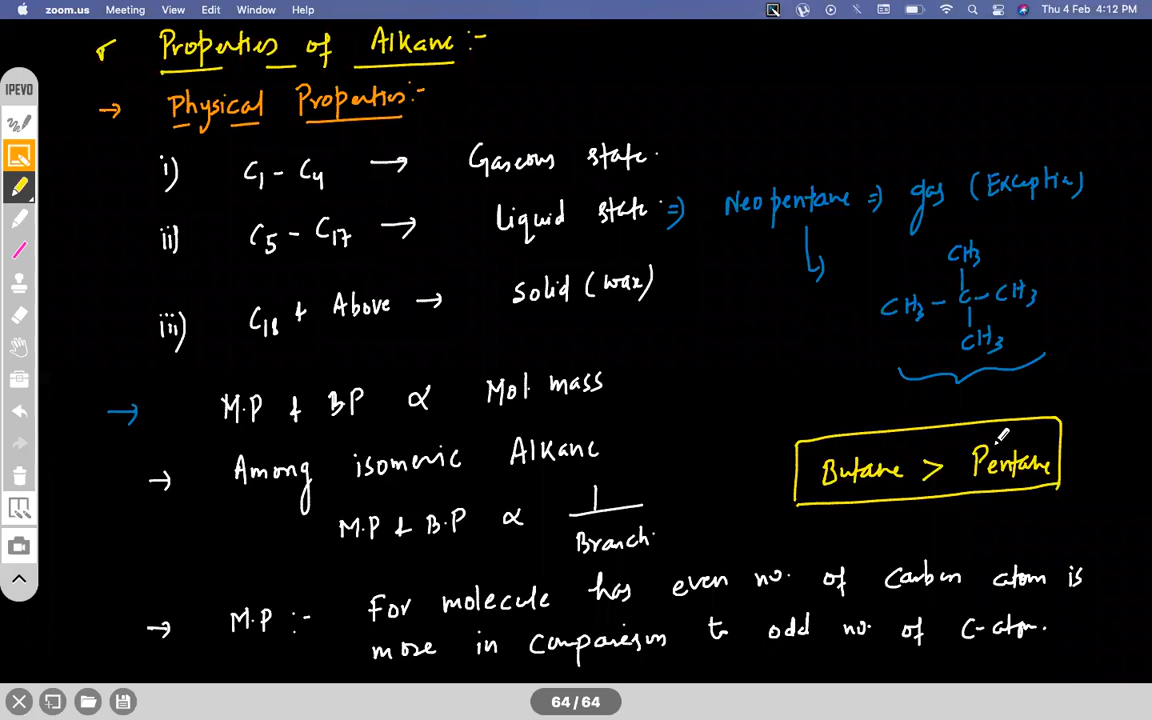 zoom.us Meeting View Edit Window Help Thu 4 Feb 4:12 PM
IPEVO
Properties of Alkane :-
→ Physical Properties :-
i) C1 - C4 → Gaseous state.
ii) C5 - C17 → liquid state. ⇒ Neopentane ⇒ gas (Exception)
CH3
CH3 - C - CH3
CH3
iii) C18 + Above → solid (wax)
→ M.P + BP ∝ Mol mass
→ Among isomeric Alkane
M.P + B.P ∝ 1
Branch.
Butane > Pentane
→ M.P :- For molecule has even no. of Carbon atom is
more in comparison to odd no. of C-atom.
64/64